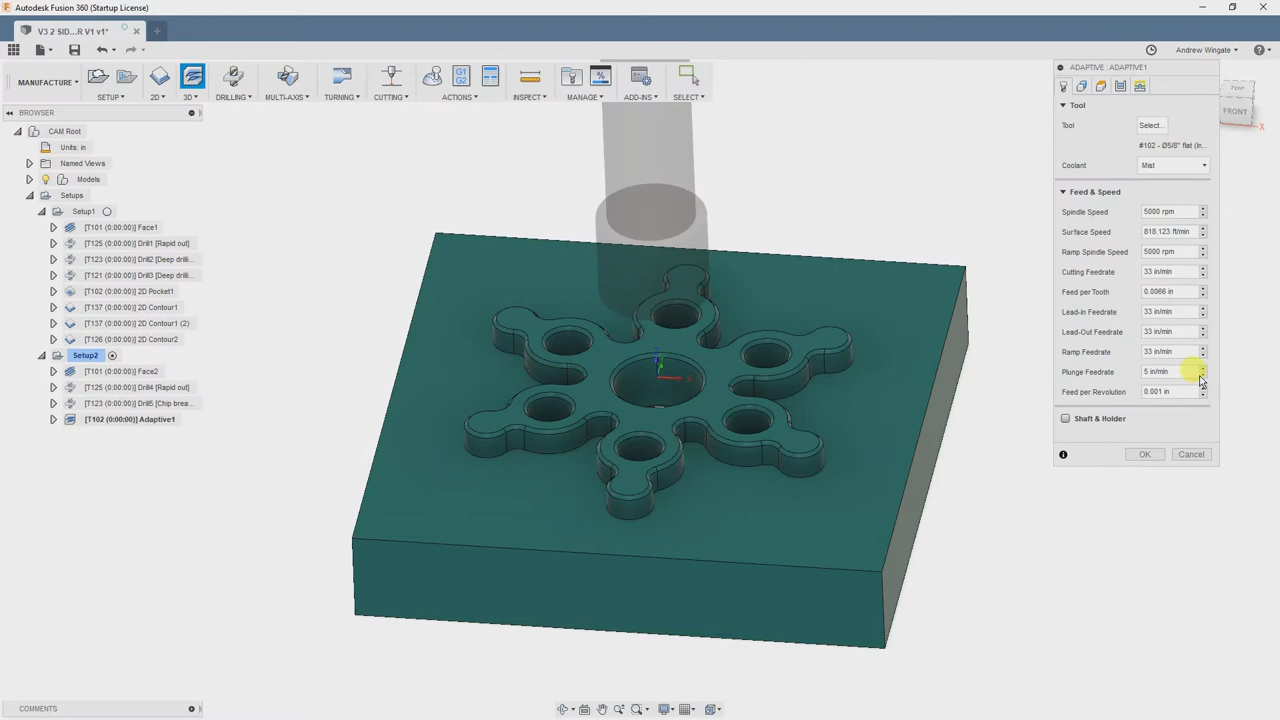 Autodesk Fusion 360 (Startup License)
V3 2 SID...R V1 v1*
Andrew Wingate
MANUFACTURE
SETUP
2D
3D
DRILLING
MULTI-AXIS
TURNING
CUTTING
ACTIONS
INSPECT
MANAGE
ADD-INS
SELECT
G1
G2
%
BROWSER
CAM Root
Units: in
Named Views
Models
Setups
Setup1
[T101 (0:00:00)] Face1
[T125 (0:00:00)] Drill1 [Rapid out]
[T123 (0:00:00)] Drill2 [Deep drilli...
[T121 (0:00:00)] Drill3 [Deep drilli...
[T102 (0:00:00)] 2D Pocket1
[T137 (0:00:00)] 2D Contour1
[T137 (0:00:00)] 2D Contour1 (2)
[T126 (0:00:00)] 2D Contour2
Setup2
[T101 (0:00:00)] Face2
[T125 (0:00:00)] Drill4 [Rapid out]
[T123 (0:00:00)] Drill5 [Chip brea...
[T102 (0:00:00)] Adaptive1
ADAPTIVE : ADAPTIVE1
Tool
Tool Select...
#102 - Ø5/8" flat (In...
Coolant Mist
Feed & Speed
Spindle Speed 5000 rpm
Surface Speed 818.123 ft/min
Ramp Spindle Speed 5000 rpm
Cutting Feedrate 33 in/min
Feed per Tooth 0.0066 in
Lead-In Feedrate 33 in/min
Lead-Out Feedrate 33 in/min
Ramp Feedrate 33 in/min
Plunge Feedrate 5 in/min
Feed per Revolution 0.001 in
Shaft & Holder
OK Cancel
TOP
FRONT
X
Z
X
COMMENTS